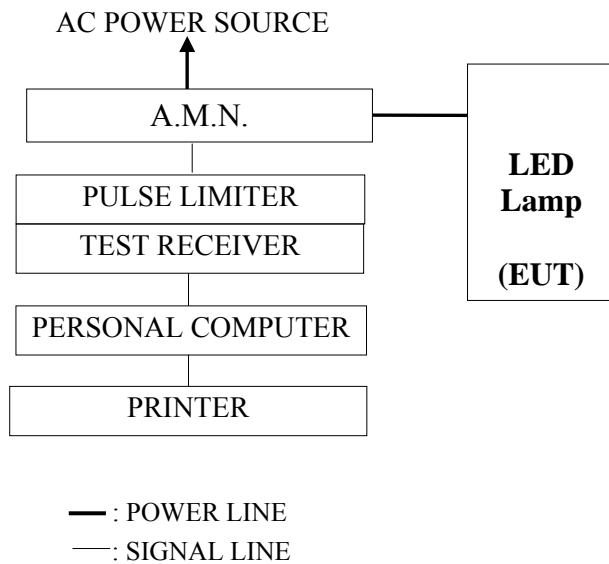 AC POWER SOURCE
A.M.N.
PULSE LIMITER
TEST RECEIVER
PERSONAL COMPUTER
PRINTER
LED
Lamp
(EUT)
: POWER LINE
: SIGNAL LINE